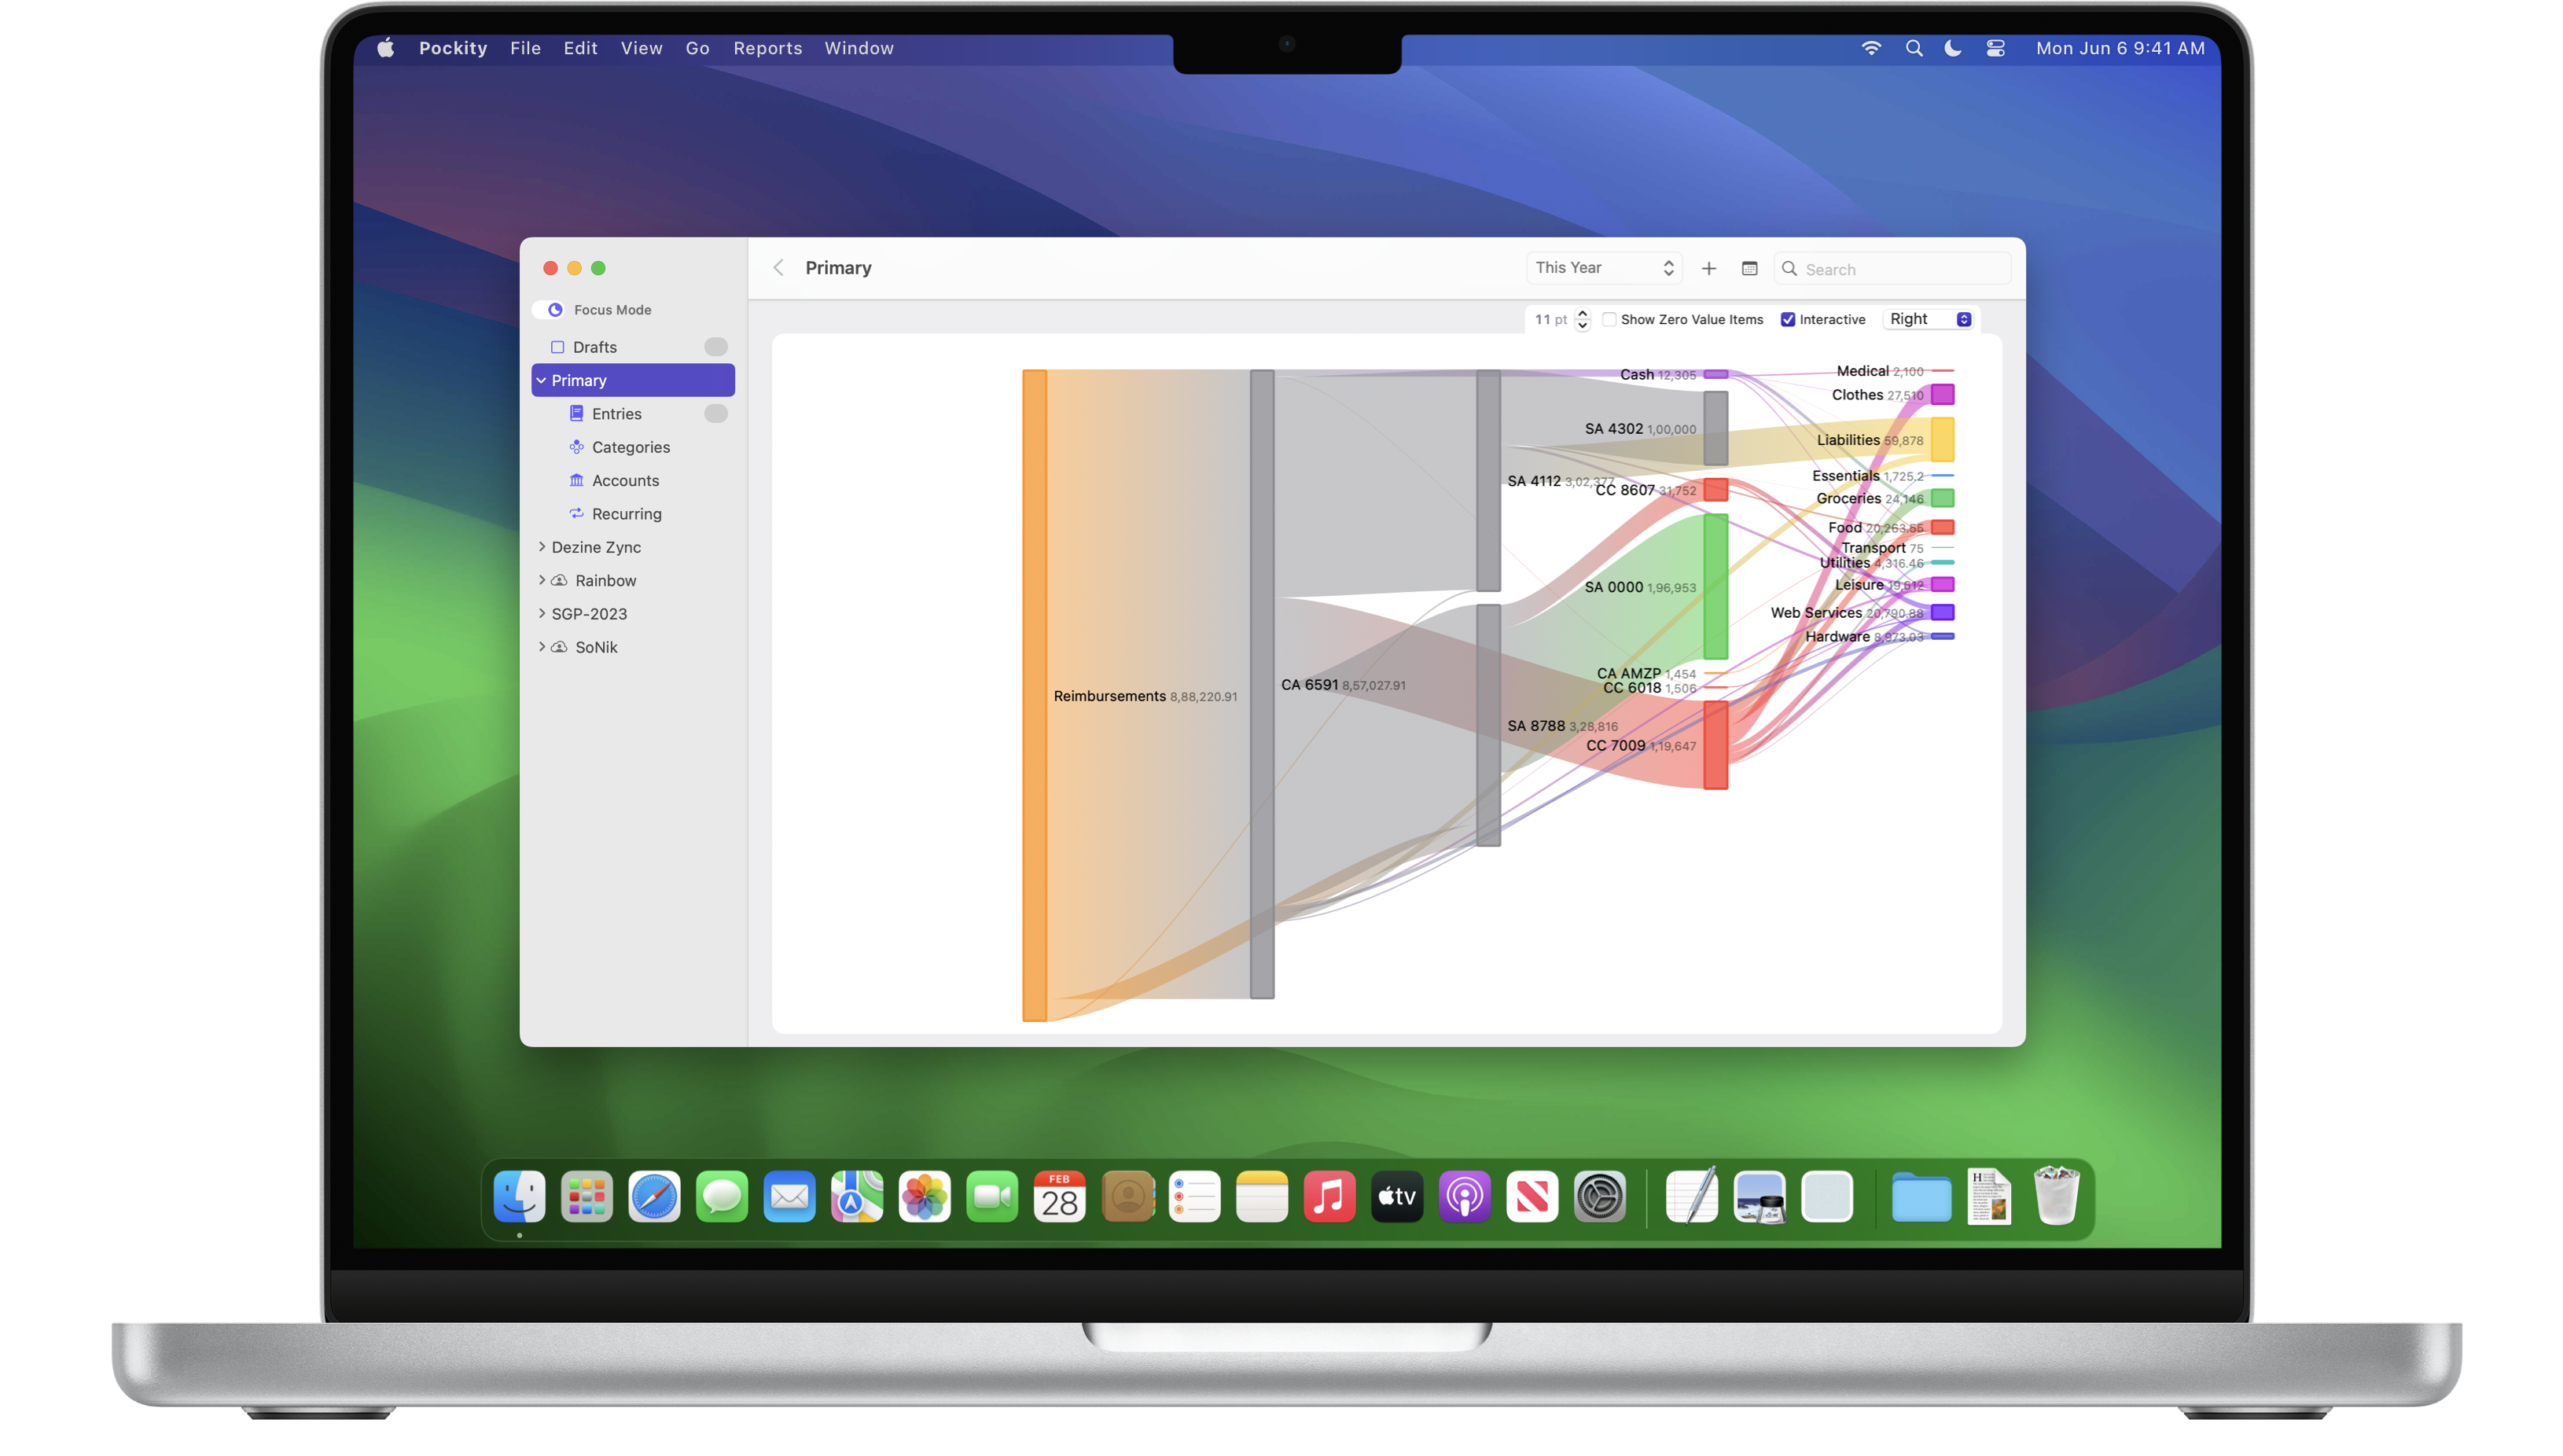 Pockity File Edit View Go Reports Window
Mon Jun 6 9:41 AM
Primary
This Year
Search
Focus Mode
11 pt
Show Zero Value Items
Interactive
Right
Drafts
Primary
Entries
Categories
Accounts
Recurring
Dezine Zync
Rainbow
SGP-2023
SoNik
Reimbursements 8,88,220.91
CA 6591 8,57,027.91
SA 4112 3,02,377
SA 8788 3,28,816
Cash 12,305
SA 4302 1,00,000
CC 8607 31,752
SA 0000 1,96,953
CA AMZP 1,454
CC 6018 1,506
CC 7009 1,19,647
Medical 2,100
Clothes 27,510
Liabilities 59,878
Essentials 1,725.2
Groceries 24,146
Food 20,263.55
Transport 75
Utilities 4,316.46
Leisure 19,612
Web Services 20,790.88
Hardware 8,973.03
FEB
28
tv